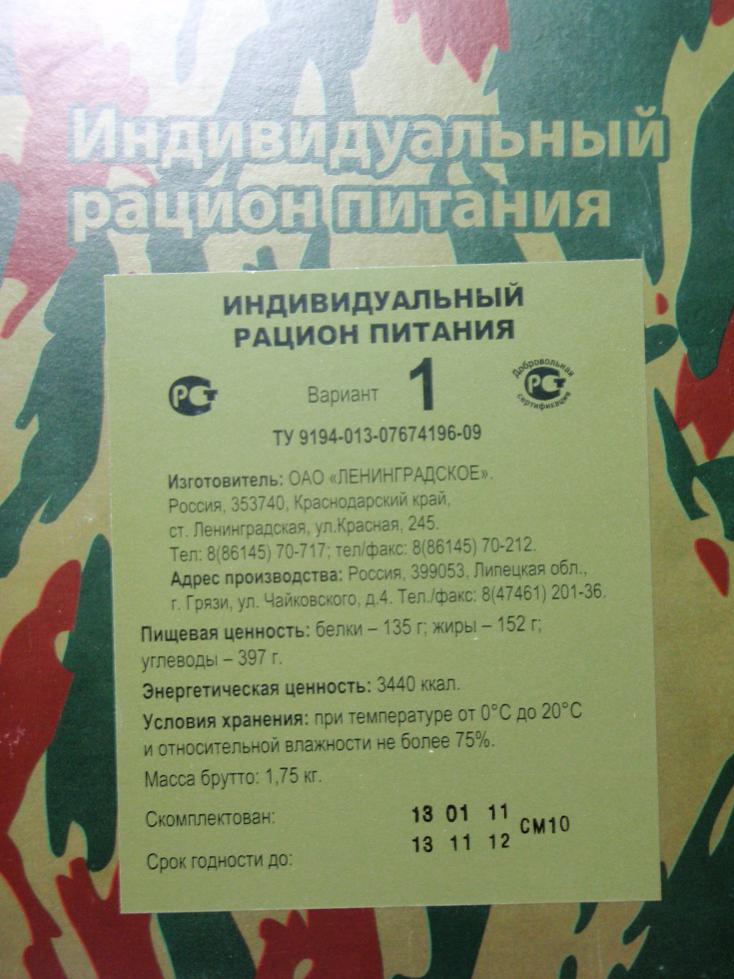 Индивидуальный
рацион питания
ИНДИВИДУАЛЬНЫЙ
РАЦИОН ПИТАНИЯ
РСТ
Вариант 1
Добровольная
РСТ
сертификация
ТУ 9194-013-07674196-09
Изготовитель: ОАО «ЛЕНИНГРАДСКОЕ».
Россия, 353740, Краснодарский край,
ст. Ленинградская, ул.Красная, 245.
Тел: 8(86145) 70-717; тел/факс: 8(86145) 70-212.
Адрес производства: Россия, 399053, Липецкая обл.,
г. Грязи, ул. Чайковского, д.4. Тел./факс: 8(47461) 201-36.
Пищевая ценность: белки – 135 г; жиры – 152 г;
углеводы – 397 г.
Энергетическая ценность: 3440 ккал.
Условия хранения: при температуре от 0°С до 20°С
и относительной влажности не более 75%.
Масса брутто: 1,75 кг.
Скомплектован: 13 01 11 СМ10
Срок годности до: 13 11 12